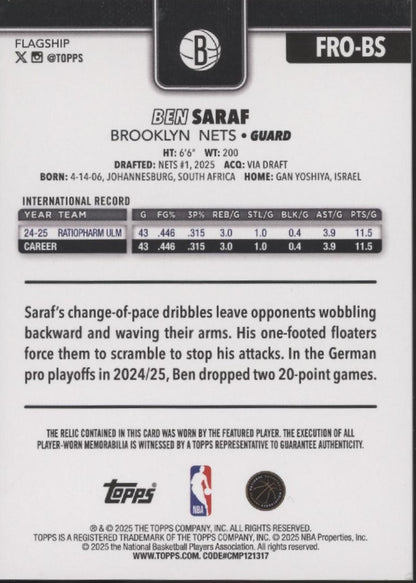 FLAGSHIP
@TOPPS
B
FRO-BS
BEN SARAF
BROOKLYN NETS • GUARD
HT: 6'6" WT: 200
DRAFTED: NETS #1, 2025 ACQ: VIA DRAFT
BORN: 4-14-06, JOHANNESBURG, SOUTH AFRICA HOME: GAN YOSHIYA, ISRAEL
INTERNATIONAL RECORD
YEAR TEAM G FG% 3P% REB/G STL/G BLK/G AST/G PTS/G
24-25 RATIOPHARM ULM 43 .446 .315 3.0 1.0 0.4 3.9 11.5
CAREER 43 .446 .315 3.0 1.0 0.4 3.9 11.5
Saraf's change-of-pace dribbles leave opponents wobbling
backward and waving their arms. His one-footed floaters
force them to scramble to stop his attacks. In the German
pro playoffs in 2024/25, Ben dropped two 20-point games.
THE RELIC CONTAINED IN THIS CARD WAS WORN BY THE FEATURED PLAYER. THE EXECUTION OF ALL
PLAYER-WORN MEMORABILIA IS WITNESSED BY A TOPPS REPRESENTATIVE TO GUARANTEE AUTHENTICITY.
Topps
NBA
® & © 2025 THE TOPPS COMPANY, INC. ALL RIGHTS RESERVED.
TOPPS IS A REGISTERED TRADEMARK OF THE TOPPS COMPANY, INC. © 2025 NBA Properties, Inc.
© 2025 the National Basketball Players Association. All rights reserved.
WWW.TOPPS.COM. CODE#CMP121317